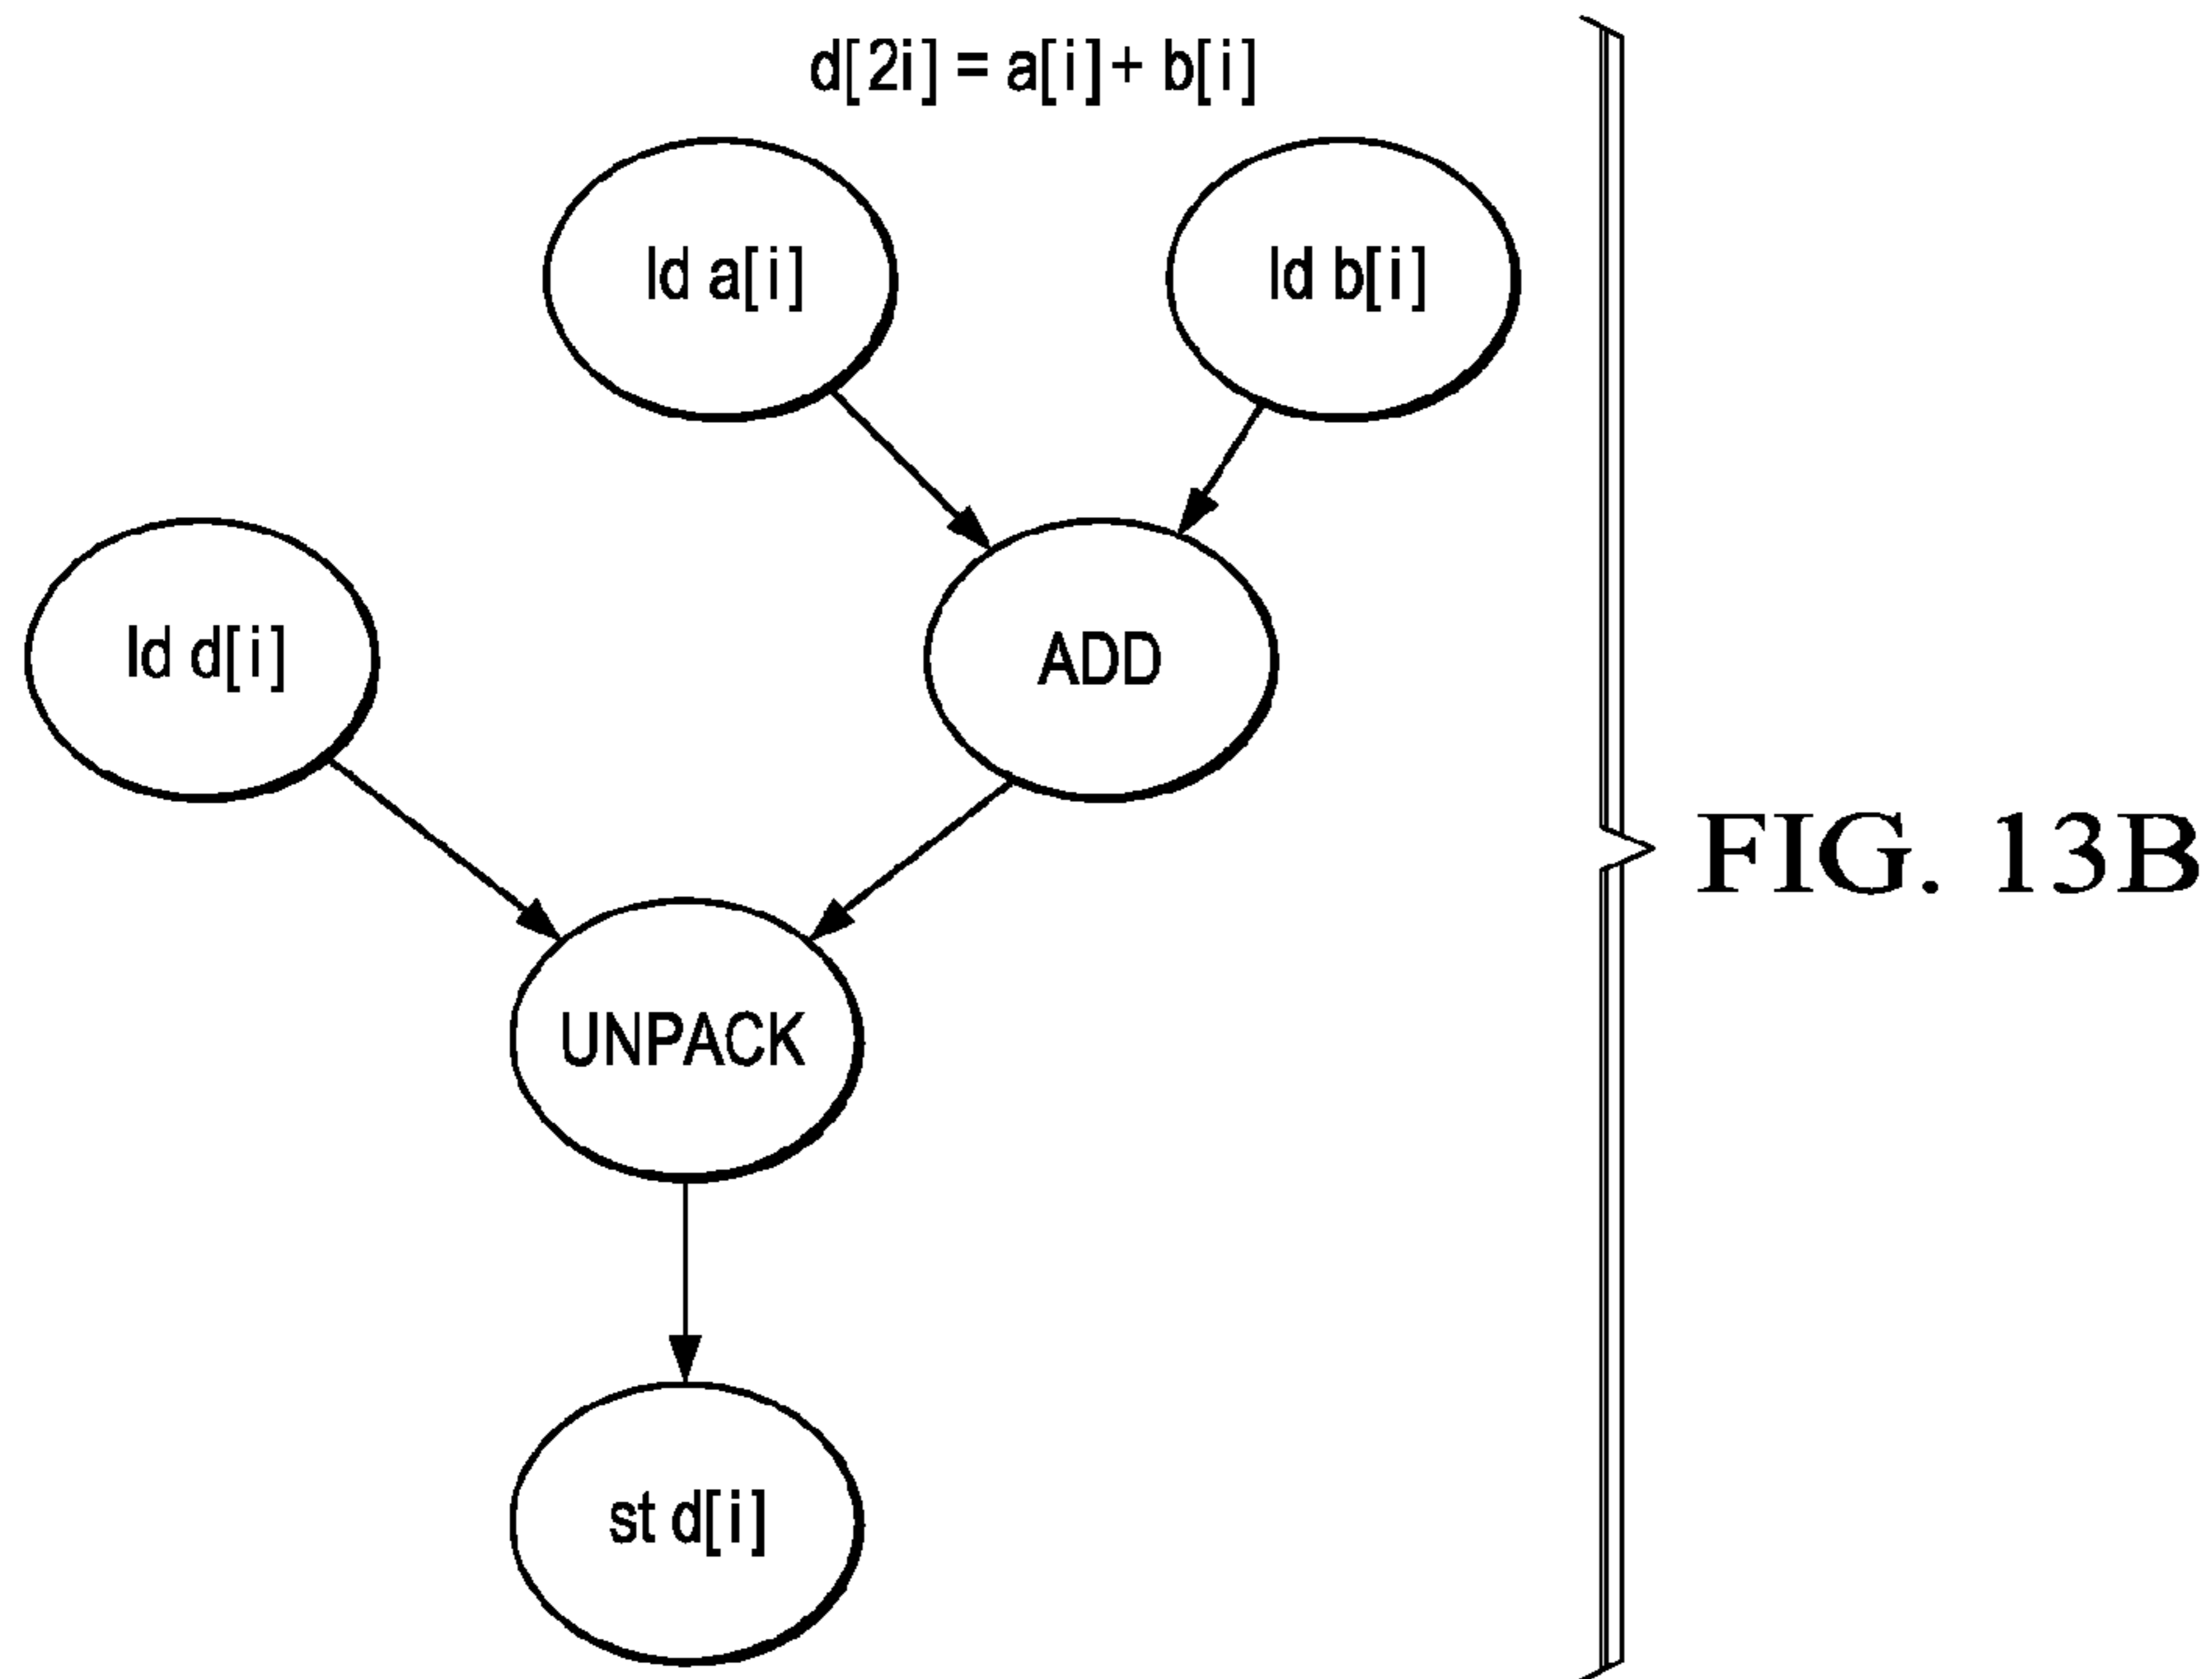 d[2i] = a[i] + b[i]
ld a[i]
ld b[i]
ld d[i]
ADD
UNPACK
st d[i]
FIG. 13B